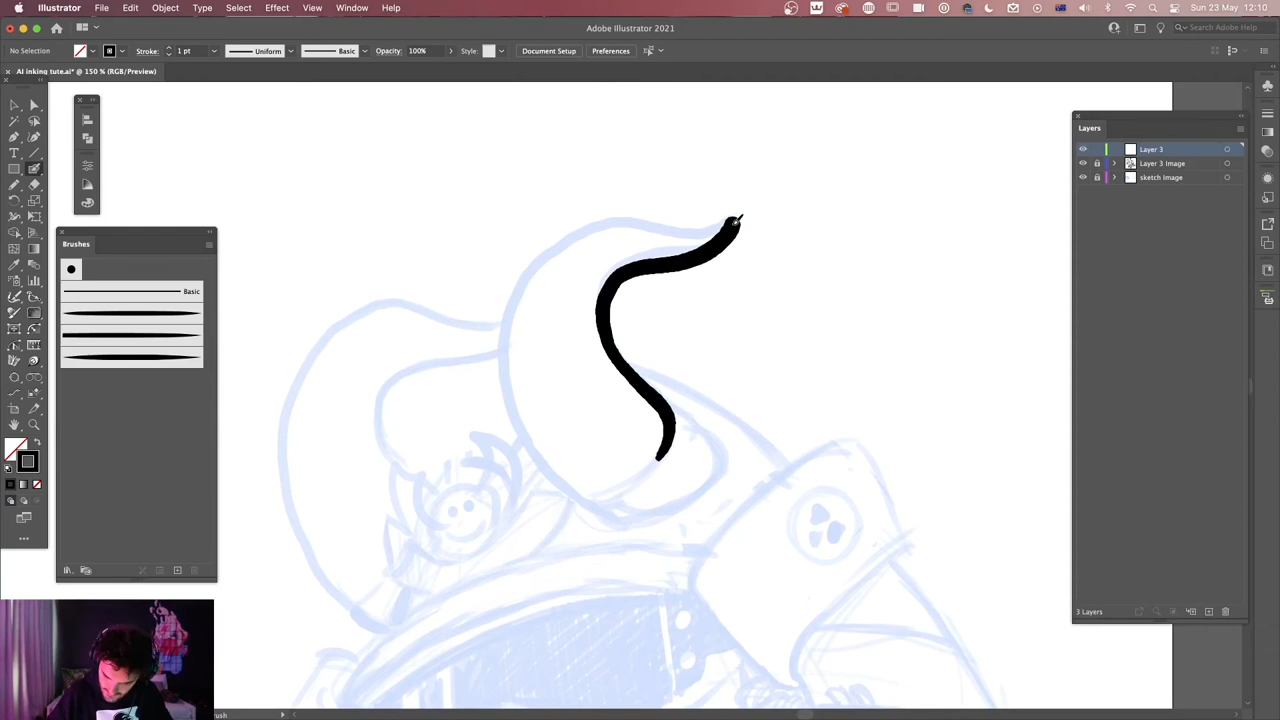 Illustrator File Edit Object Type Select Effect View Window Help Sun 23 May 12:10
Adobe Illustrator 2021 Search Adobe Help
No Selection Stroke: 1 pt Uniform Basic Opacity: 100% Style: Document Setup Preferences
AI inking tute.ai* @ 150 % (RGB/Preview)
Layers
Layer 3
Layer 3 Image
sketch Image
Brushes
Basic
3 Layers